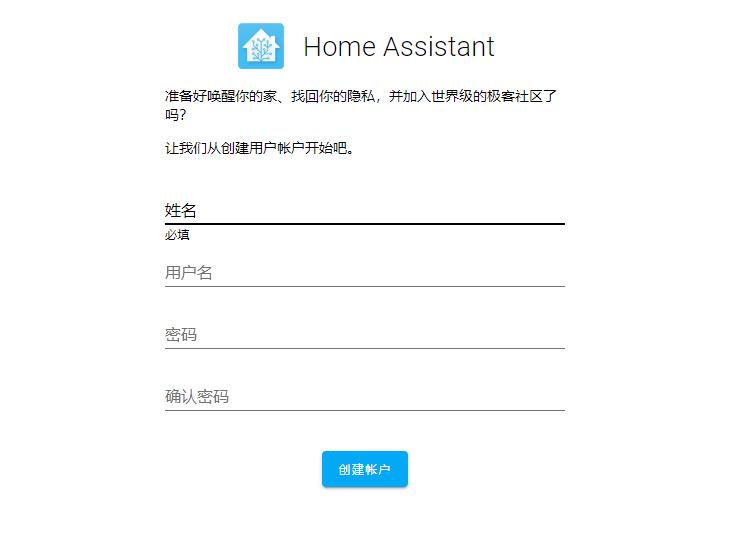 Home Assistant
准备好唤醒你的家、找回你的隐私，并加入世界级的极客社区了
吗？
让我们从创建用户帐户开始吧。
姓名
必填
用户名
密码
确认密码
创建帐户